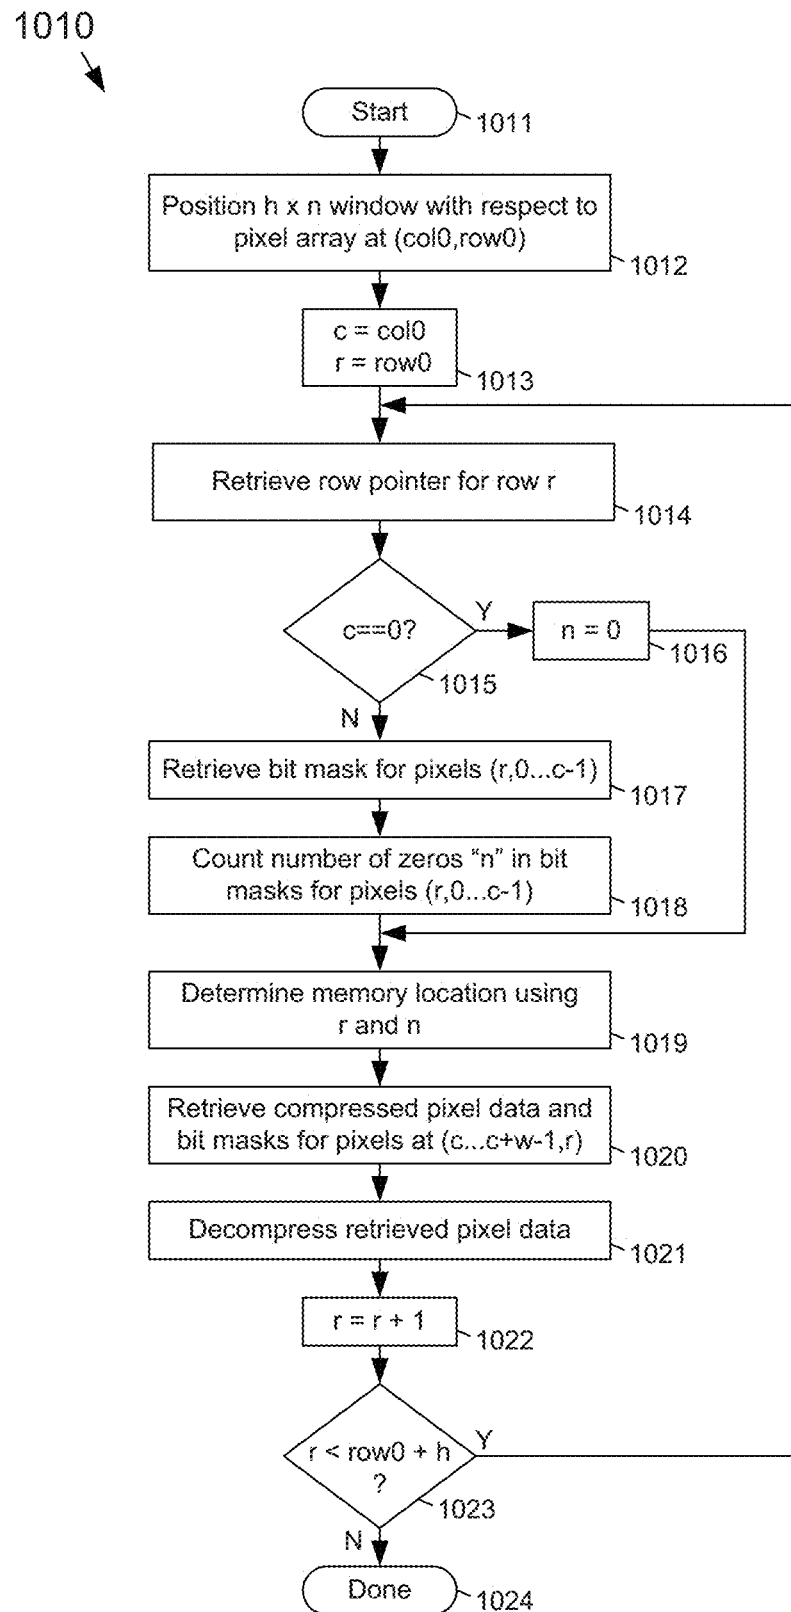 1010
Start
1011
Position h x n window with respect to
pixel array at (col0,row0)
1012
c = col0
r = row0
1013
Retrieve row pointer for row r
1014
c==0?
Y
1015
n = 0
1016
N
Retrieve bit mask for pixels (r,0...c-1)
1017
Count number of zeros “n” in bit
masks for pixels (r,0...c-1)
1018
Determine memory location using
r and n
1019
Retrieve compressed pixel data and
bit masks for pixels at (c...c+w-1,r)
1020
Decompress retrieved pixel data
1021
r = r + 1
1022
r < row0 + h
?
Y
1023
N
Done
1024